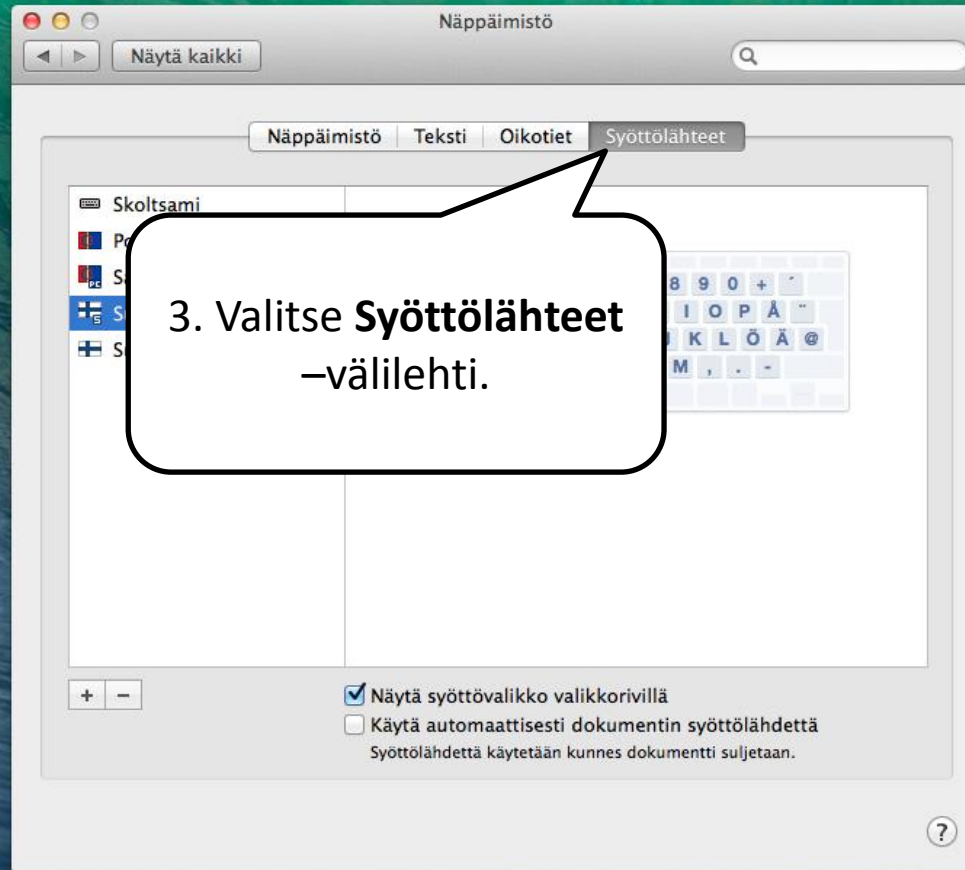 Näppäimistö
Näytä kaikki
Näppäimistö Teksti Oikotiet Syöttölähteet
Skoltsami
3. Valitse Syöttölähteet
–välilehti.
8 9 0 + ´
I O P Å ¨
K L Ö Ä @
M , . -
+ −
Näytä syöttövalikko valikkorivillä
Käytä automaattisesti dokumentin syöttölähdettä
Syöttölähdettä käytetään kunnes dokumentti suljetaan.
?